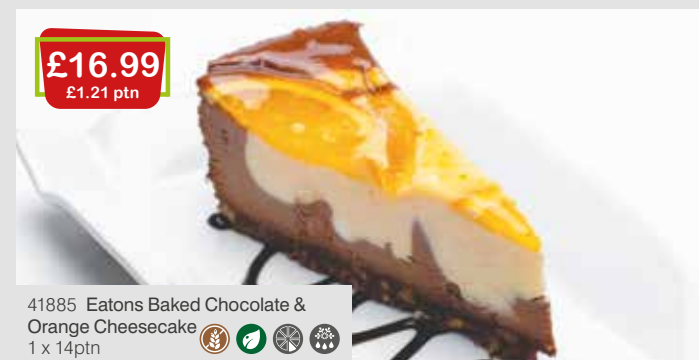 £16.99
£1.21 ptn
41885 Eatons Baked Chocolate &
Orange Cheesecake
1 x 14ptn